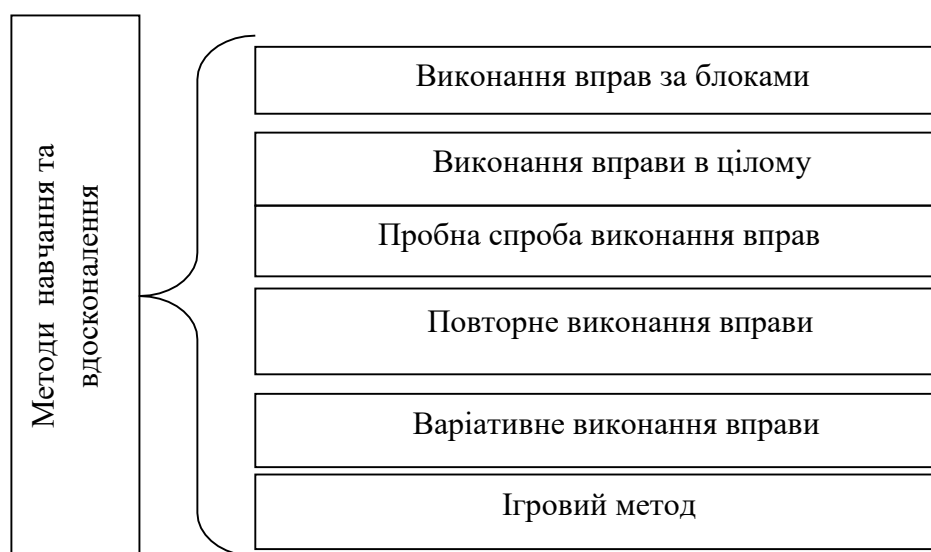 Методи навчання та
вдосконалення
Виконання вправ за блоками
Виконання вправи в цілому
Пробна спроба виконання вправ
Повторне виконання вправи
Варіативне виконання вправи
Ігровий метод